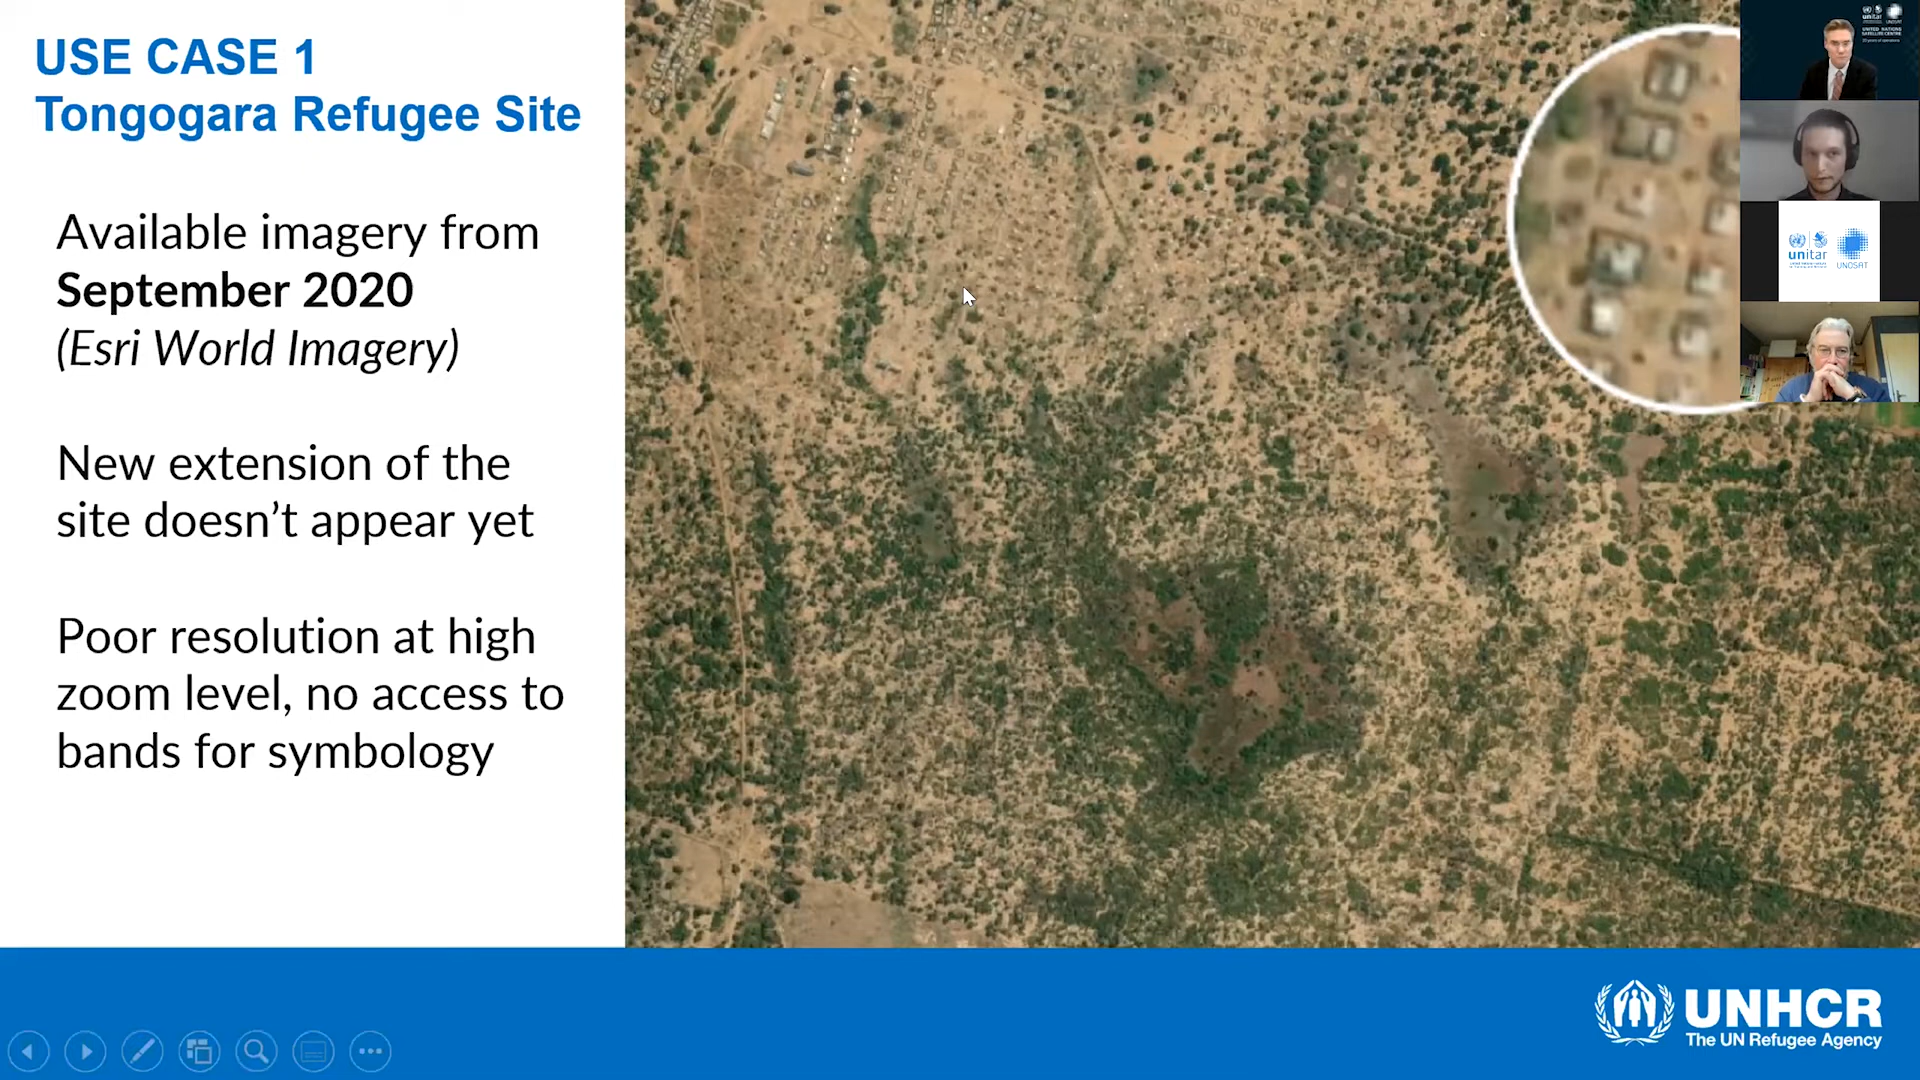 USE CASE 1
Tongogara Refugee Site
Available imagery from
September 2020
(Esri World Imagery)
New extension of the
site doesn’t appear yet
Poor resolution at high
zoom level, no access to
bands for symbology
unitar
UNOSAT
UNHCR
The UN Refugee Agency